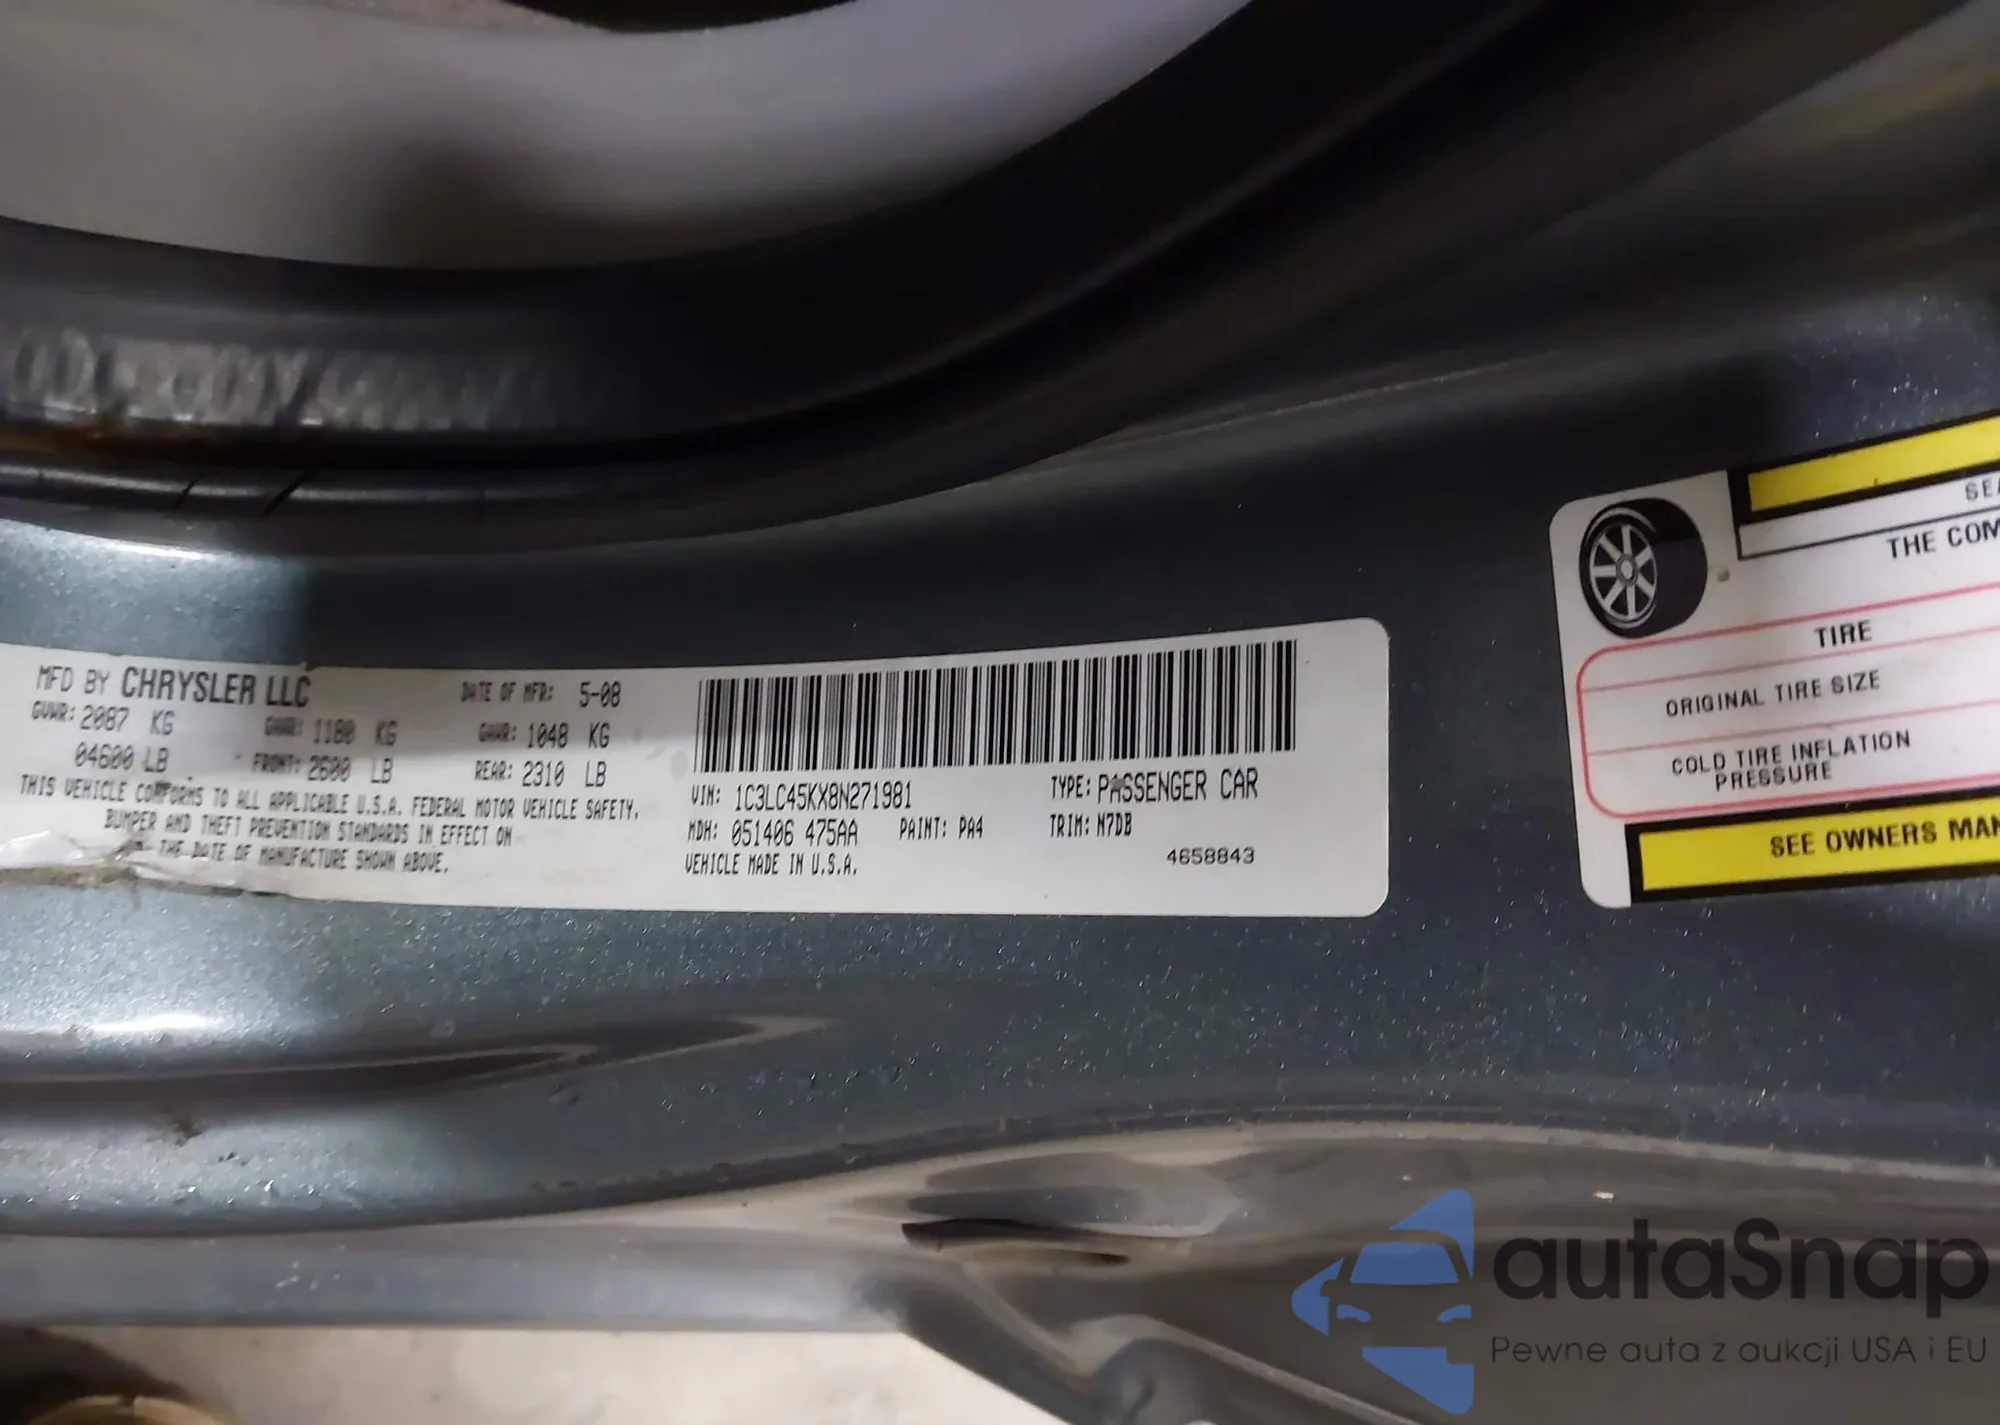 MFD BY CHRYSLER LLC
DATE OF MFR: 5-08
GVWR: 2087 KG
GAWR: 1180 KG
GAWR: 1048 KG
04600 LB
FRONT: 2600 LB
REAR: 2310 LB
THIS VEHICLE CONFORMS TO ALL APPLICABLE U.S.A. FEDERAL MOTOR VEHICLE SAFETY,
BUMPER AND THEFT PREVENTION STANDARDS IN EFFECT ON
THE DATE OF MANUFACTURE SHOWN ABOVE.
VIN: 1C3LC45KX8N271981
TYPE: PASSENGER CAR
MDH: 051406 475AA
PAINT: PA4
TRIM: M7DB
VEHICLE MADE IN U.S.A.
4658843
SEA
THE COM
TIRE
ORIGINAL TIRE SIZE
COLD TIRE INFLATION
PRESSURE
SEE OWNERS MAN
autaSnap
Pewne auta z aukcji USA i EU